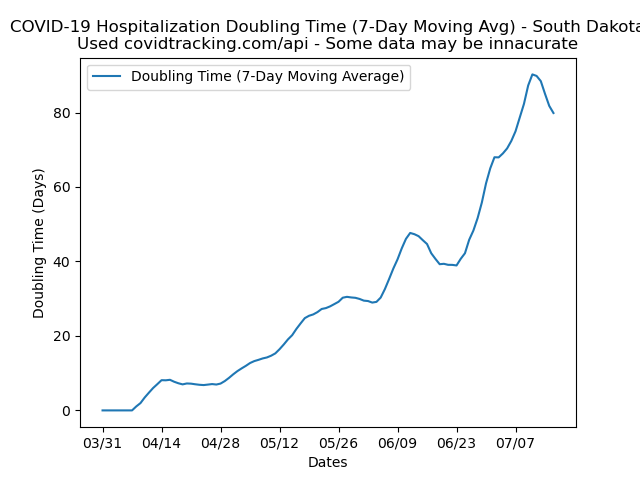 COVID-19 Hospitalization Doubling Time (7-Day Moving Avg) - South Dakota
Used covidtracking.com/api - Some data may be innacurate
Doubling Time (7-Day Moving Average)
Doubling Time (Days)
80
60
40
20
0
03/31 04/14 04/28 05/12 05/26 06/09 06/23 07/07
Dates